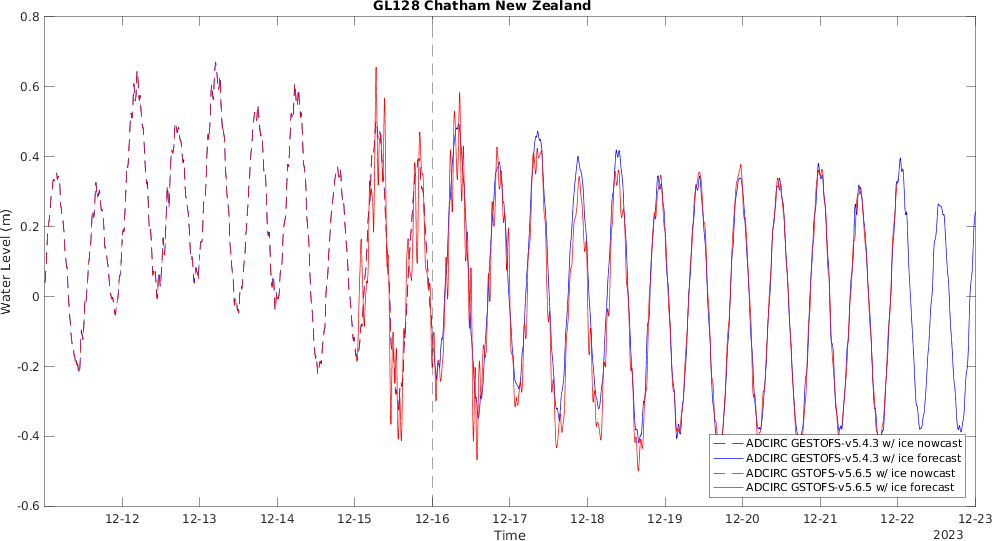 GL128 Chatham New Zealand
0.8
0.6
0.4
0.2
0
-0.2
-0.4
-0.6
Water Level (m)
ADCIRC GESTOFS-v5.4.3 w/ ice nowcast
ADCIRC GESTOFS-v5.4.3 w/ ice forecast
ADCIRC GSTOFS-v5.6.5 w/ ice nowcast
ADCIRC GSTOFS-v5.6.5 w/ ice forecast
12-12 12-13 12-14 12-15 12-16 12-17 12-18 12-19 12-20 12-21 12-22 12-23
Time
2023